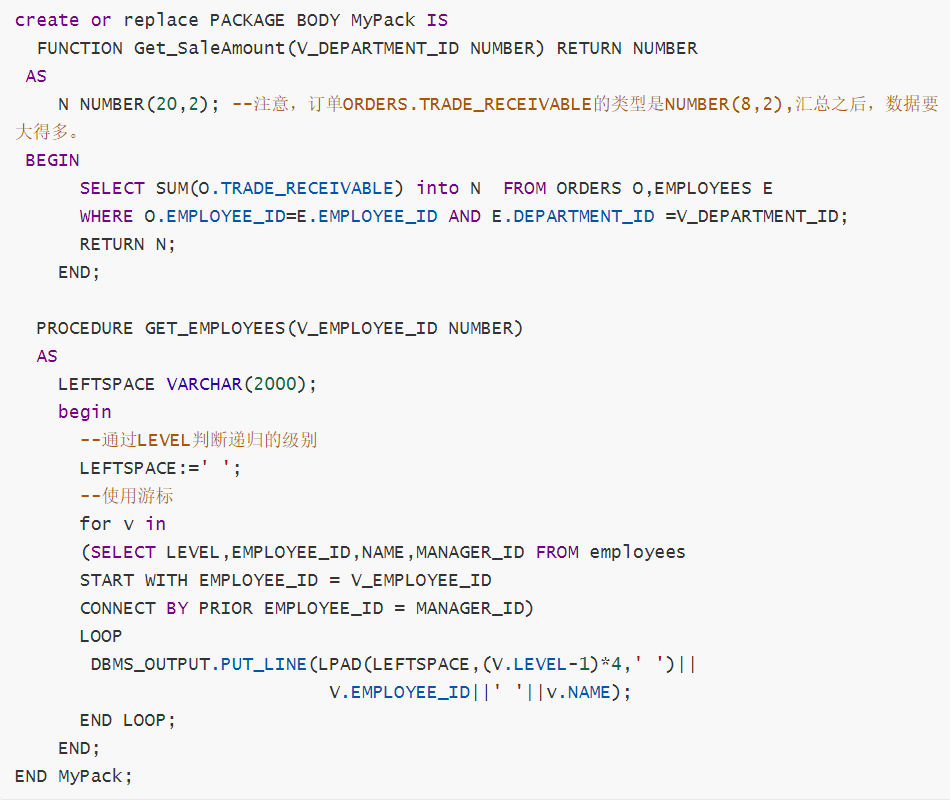 create or replace PACKAGE BODY MyPack IS
FUNCTION Get_SaleAmount(V_DEPARTMENT_ID NUMBER) RETURN NUMBER
AS
N NUMBER(20,2); --注意，订单ORDERS.TRADE_RECEIVABLE的类型是NUMBER(8,2),汇总之后，数据要
大得多。
BEGIN
SELECT SUM(O.TRADE_RECEIVABLE) into N  FROM ORDERS O,EMPLOYEES E
WHERE O.EMPLOYEE_ID=E.EMPLOYEE_ID AND E.DEPARTMENT_ID =V_DEPARTMENT_ID;
RETURN N;
END;
PROCEDURE GET_EMPLOYEES(V_EMPLOYEE_ID NUMBER)
AS
LEFTSPACE VARCHAR(2000);
begin
--通过LEVEL判断递归的级别
LEFTSPACE:=' ';
--使用游标
for v in
(SELECT LEVEL,EMPLOYEE_ID,NAME,MANAGER_ID FROM employees
START WITH EMPLOYEE_ID = V_EMPLOYEE_ID
CONNECT BY PRIOR EMPLOYEE_ID = MANAGER_ID)
LOOP
DBMS_OUTPUT.PUT_LINE(LPAD(LEFTSPACE,(V.LEVEL-1)*4,' ')||
V.EMPLOYEE_ID||' '||v.NAME);
END LOOP;
END;
END MyPack;